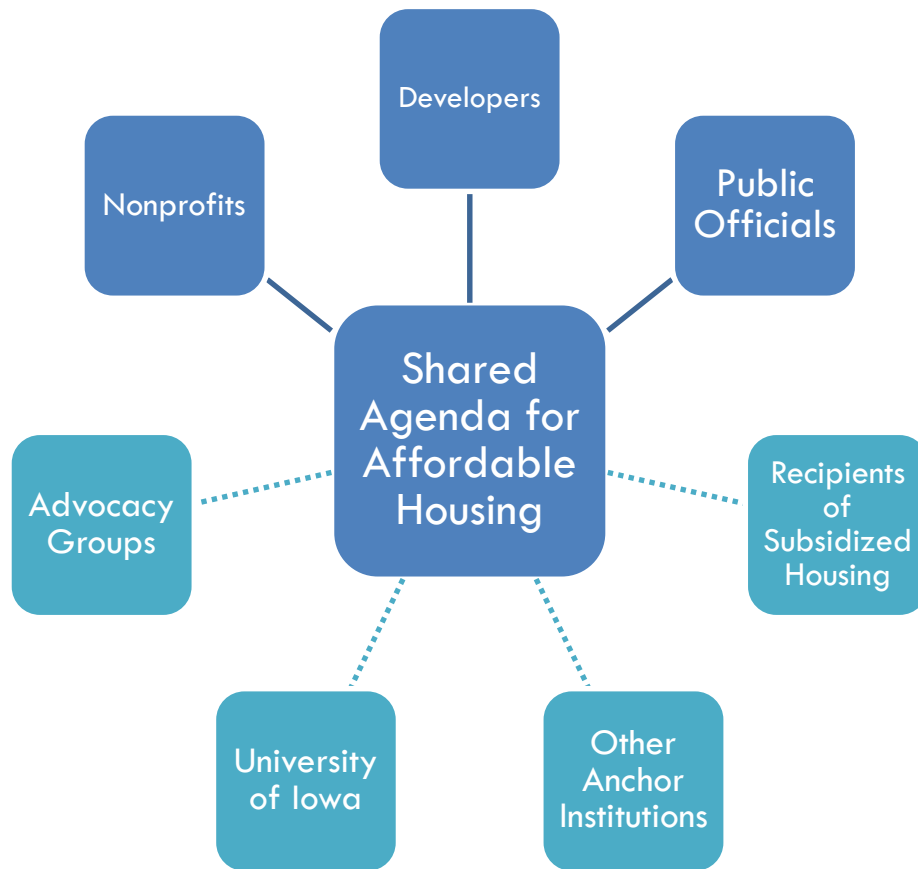 Developers
Nonprofits
Public
Officials
Shared
Agenda for
Affordable
Housing
Advocacy
Groups
Recipients
of
Subsidized
Housing
University
of Iowa
Other
Anchor
Institutions